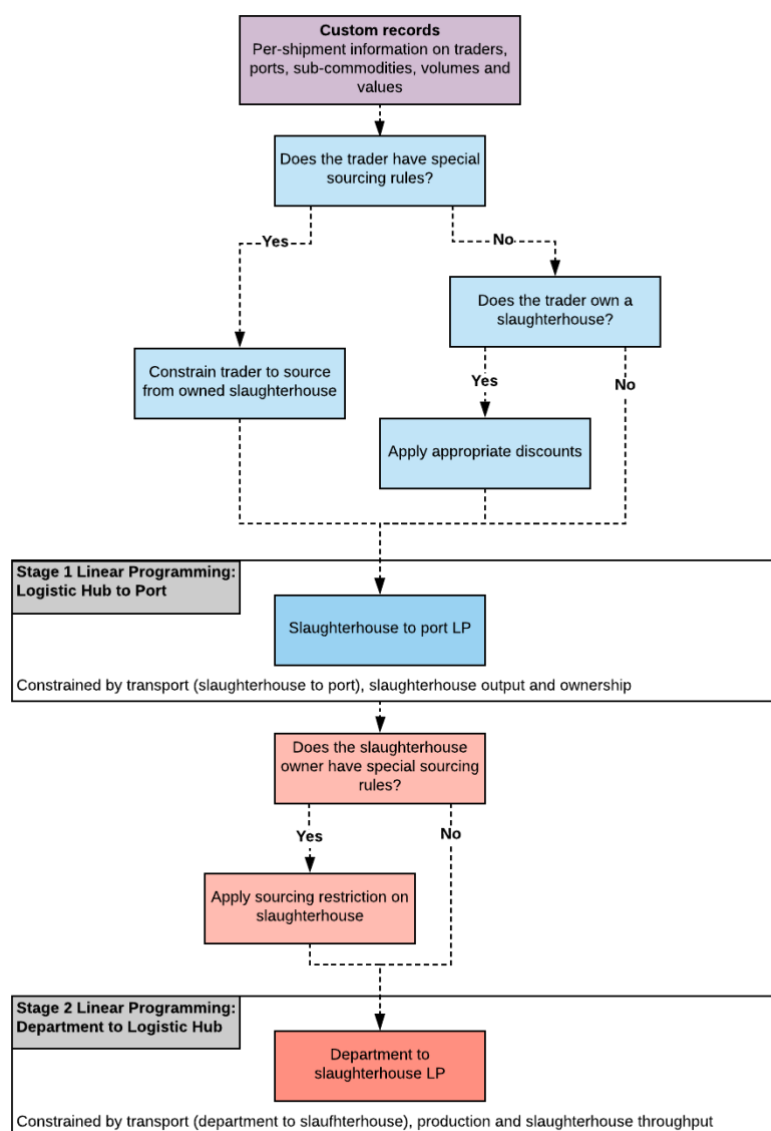 Custom records
Per-shipment information on traders,
ports, sub-commodities, volumes and
values
Does the trader have special
sourcing rules?
Yes
No
Does the trader own a
slaughterhouse?
Constrain trader to source
from owned slaughterhouse
Yes
No
Apply appropriate discounts
Stage 1 Linear Programming:
Logistic Hub to Port
Slaughterhouse to port LP
Constrained by transport (slaughterhouse to port), slaughterhouse output and ownership
Does the slaughterhouse
owner have special sourcing
rules?
Yes
No
Apply sourcing restriction on
slaughterhouse
Stage 2 Linear Programming:
Department to Logistic Hub
Department to
slaughterhouse LP
Constrained by transport (department to slaufhterhouse), production and slaughterhouse throughput